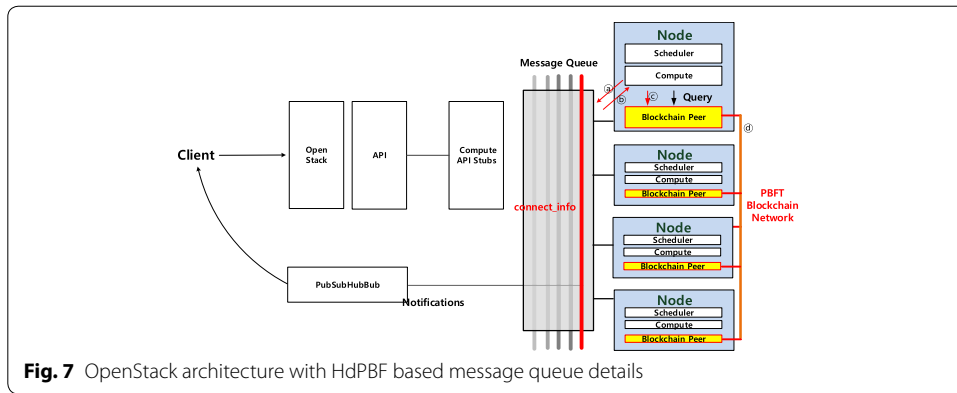 Message Queue
Client
Open
Stack
API
Compute
API Stubs
connect_info
PubSubHubBub
Notifications
Node
Scheduler
Compute
ⓐ
ⓑ
ⓒ
Query
Blockchain Peer
ⓓ
Node
Scheduler
Compute
Blockchain Peer
Node
Scheduler
Compute
Blockchain Peer
Node
Scheduler
Compute
Blockchain Peer
PBFT
Blockchain
Network
Fig. 7 OpenStack architecture with HdPBF based message queue details